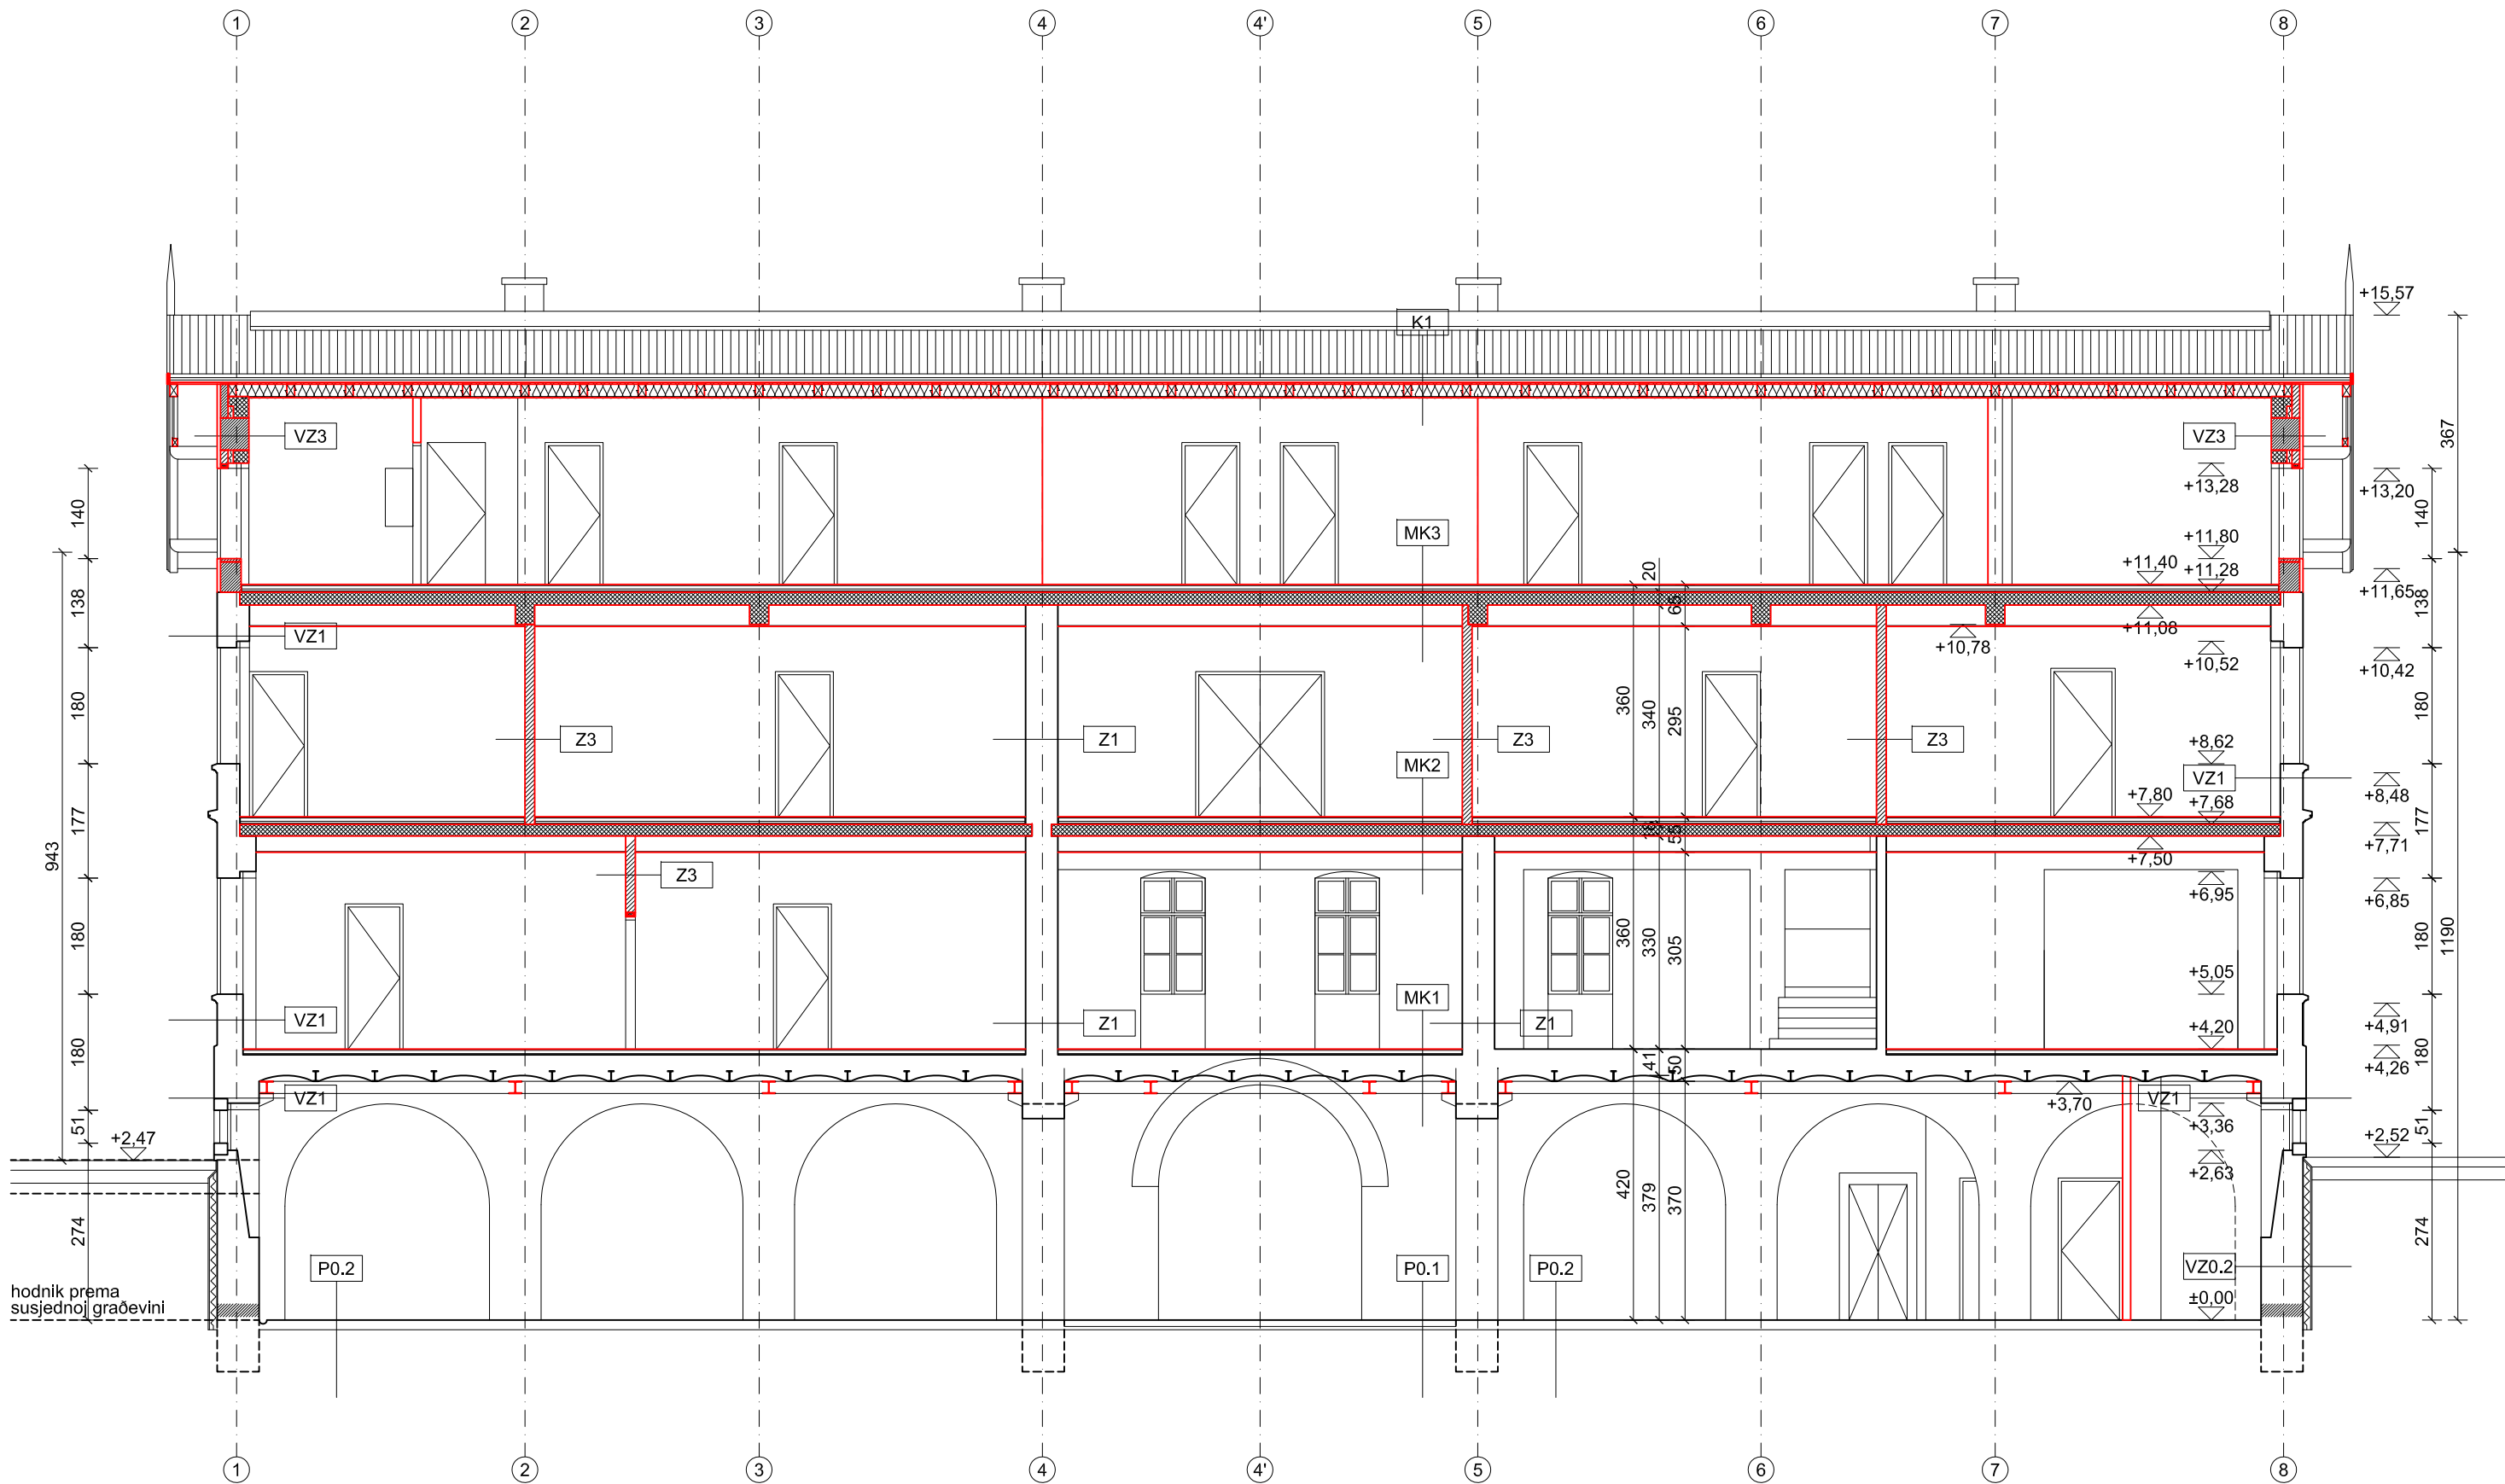 1 2 3 4 4' 5 6 7 8
+15,57
K1
VZ3 VZ3
367
+13,28 +13,20
140 140
MK3
+11,80
+11,40 +11,28
20
+11,65
138 138
65
VZ1
+11,08
+10,78 +10,52 +10,42
180 360 340 295 180
Z3 Z1 Z3 Z3
+8,62
MK2 VZ1
+8,48
+7,80 +7,68
177 177
18 55
+7,71
+7,50
943
Z3
+6,95 +6,85
180 360 330 305 180 1190
+5,05
MK1
VZ1 Z1 Z1
+4,91
+4,20
180 41 50 180
+4,26
VZ1 +3,70 VZ1
+3,36
51 51
+2,47 +2,52
+2,63
420 379 370
274 274
P0.2 P0.1 P0.2 VZ0.2
hodnik prema
susjednoj graðevini
±0,00
1 2 3 4 4' 5 6 7 8